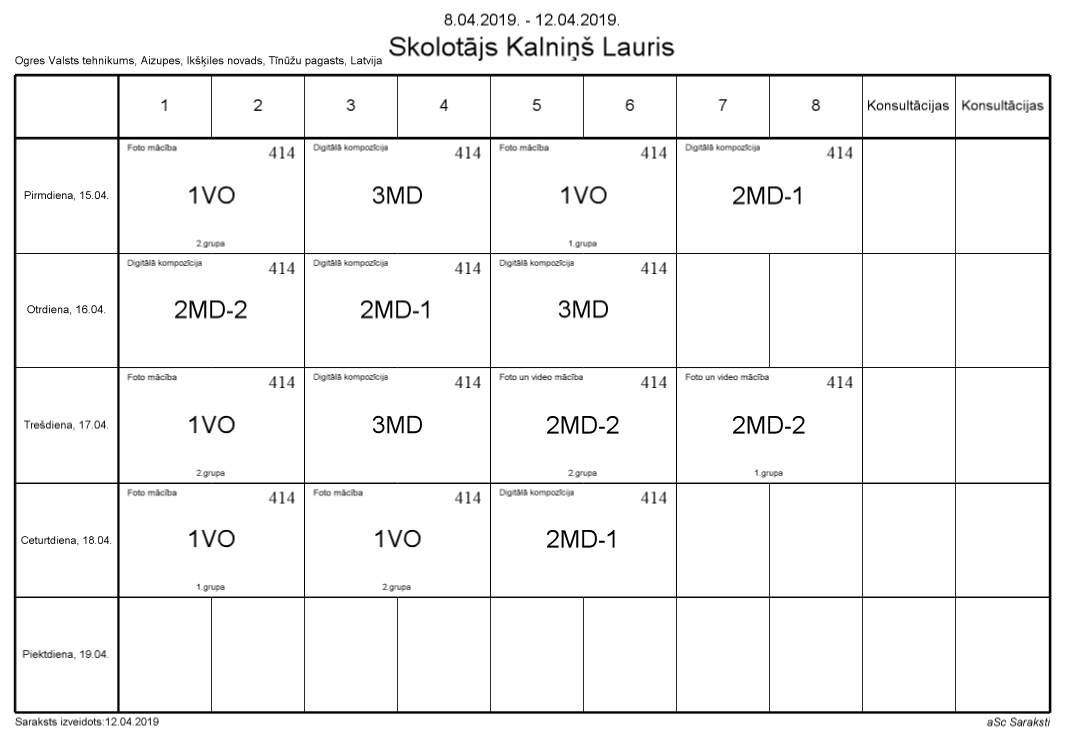 8.04.2019. - 12.04.2019.
Skolotājs Kalniņš Lauris
Ogres Valsts tehnikums, Aizupes, Ikšķiles novads, Tīnūžu pagasts, Latvija
1 2 3 4 5 6 7 8 Konsultācijas Konsultācijas
Foto mācība 414 Digitālā kompozīcija 414 Foto mācība 414 Digitālā kompozīcija 414
Pirmdiena, 15.04. 1VO 3MD 1VO 2MD-1
2.grupa 1.grupa
Digitālā kompozīcija 414 Digitālā kompozīcija 414 Digitālā kompozīcija 414
Otrdiena, 16.04. 2MD-2 2MD-1 3MD
Foto mācība 414 Digitālā kompozīcija 414 Foto un video mācība 414 Foto un video mācība 414
Trešdiena, 17.04. 1VO 3MD 2MD-2 2MD-2
2.grupa 2.grupa 1.grupa
Foto mācība 414 Foto mācība 414 Digitālā kompozīcija 414
Ceturtdiena, 18.04. 1VO 1VO 2MD-1
1.grupa 2.grupa
Piektdiena, 19.04.
Saraksts izveidots:12.04.2019 aSc Saraksti